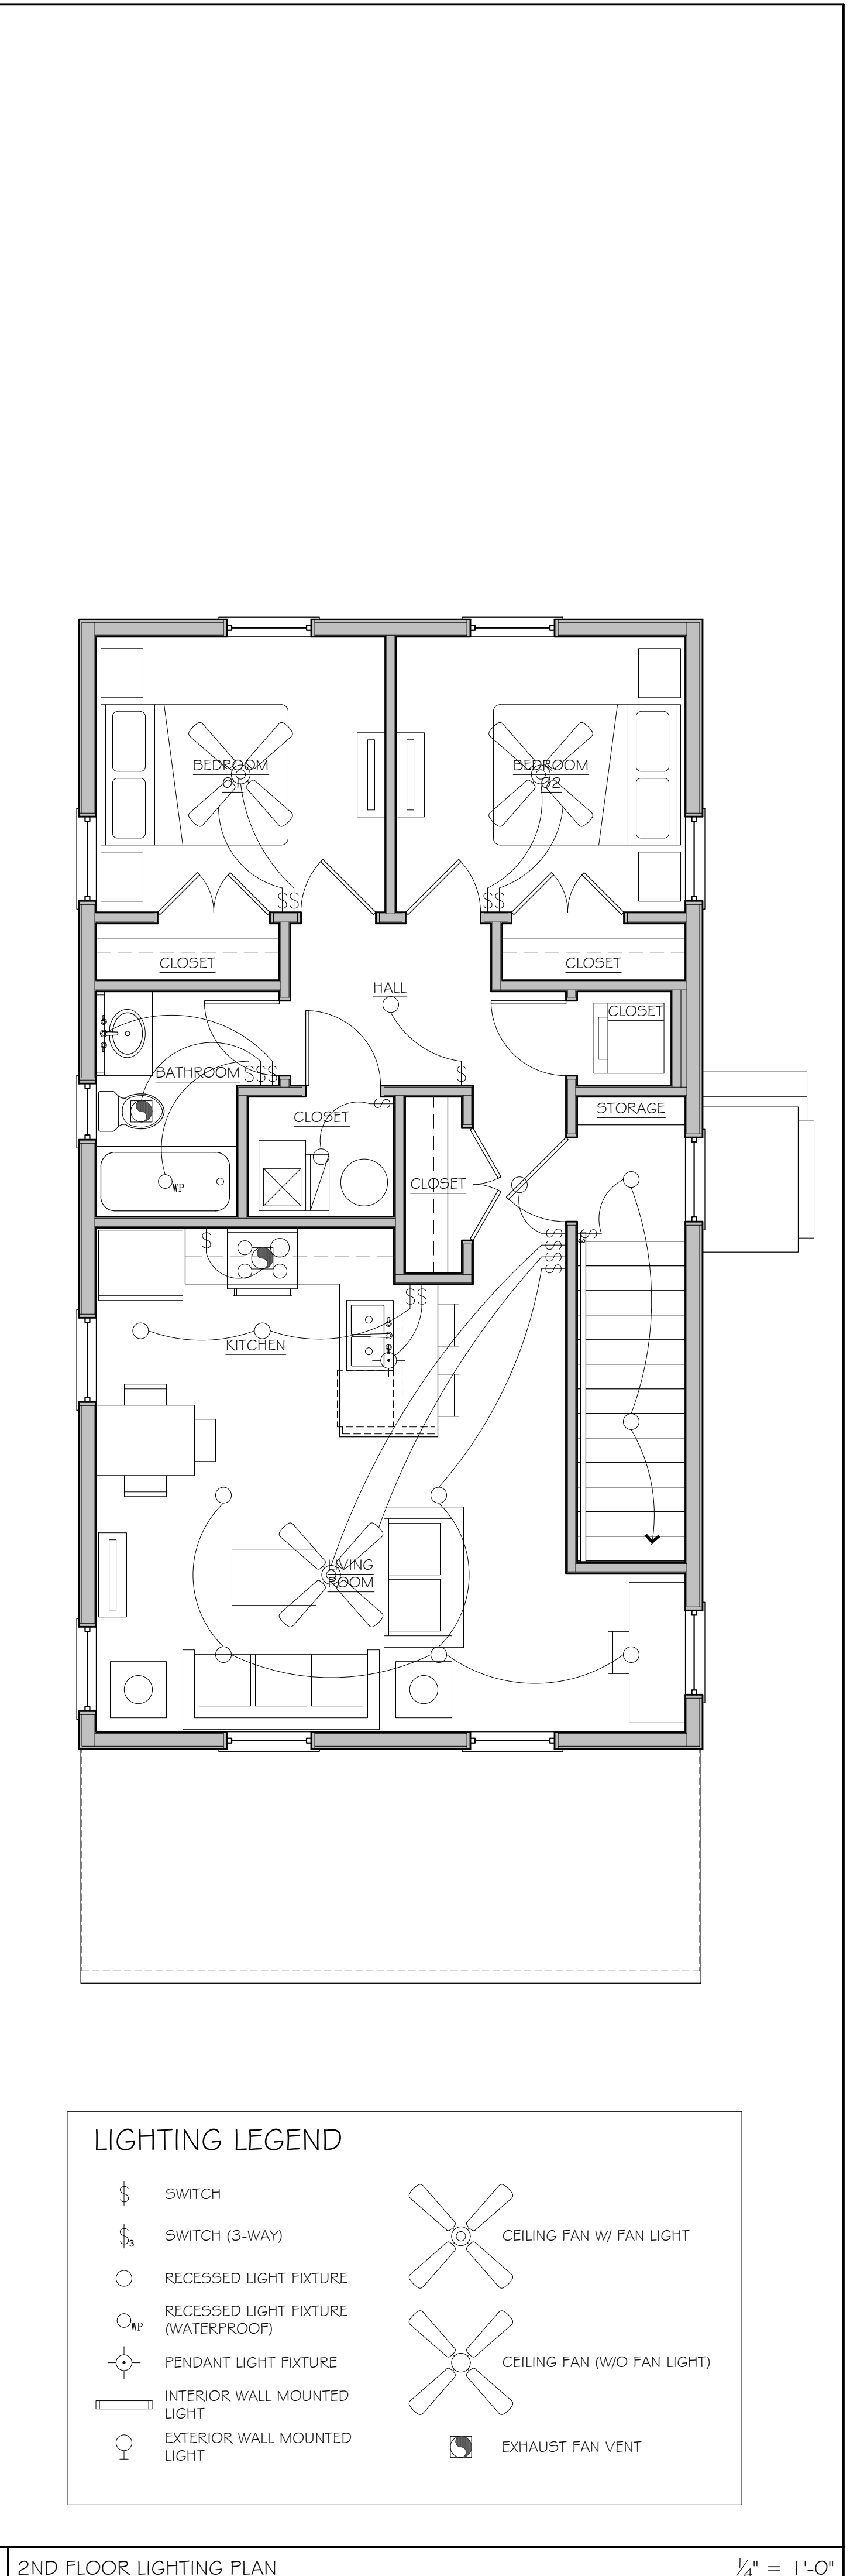 BEDROOM
01
BEDROOM
02
CLOSET
CLOSET
HALL
CLOSET
BATHROOM
STORAGE
CLOSET
WP
CLOSET
KITCHEN
LIVING
ROOM
LIGHTING LEGEND
$ SWITCH
$3 SWITCH (3-WAY)
RECESSED LIGHT FIXTURE
WP RECESSED LIGHT FIXTURE
(WATERPROOF)
PENDANT LIGHT FIXTURE
INTERIOR WALL MOUNTED
LIGHT
EXTERIOR WALL MOUNTED
LIGHT
CEILING FAN W/ FAN LIGHT
CEILING FAN (W/O FAN LIGHT)
EXHAUST FAN VENT
2ND FLOOR LIGHTING PLAN
1/4" = 1'-0"